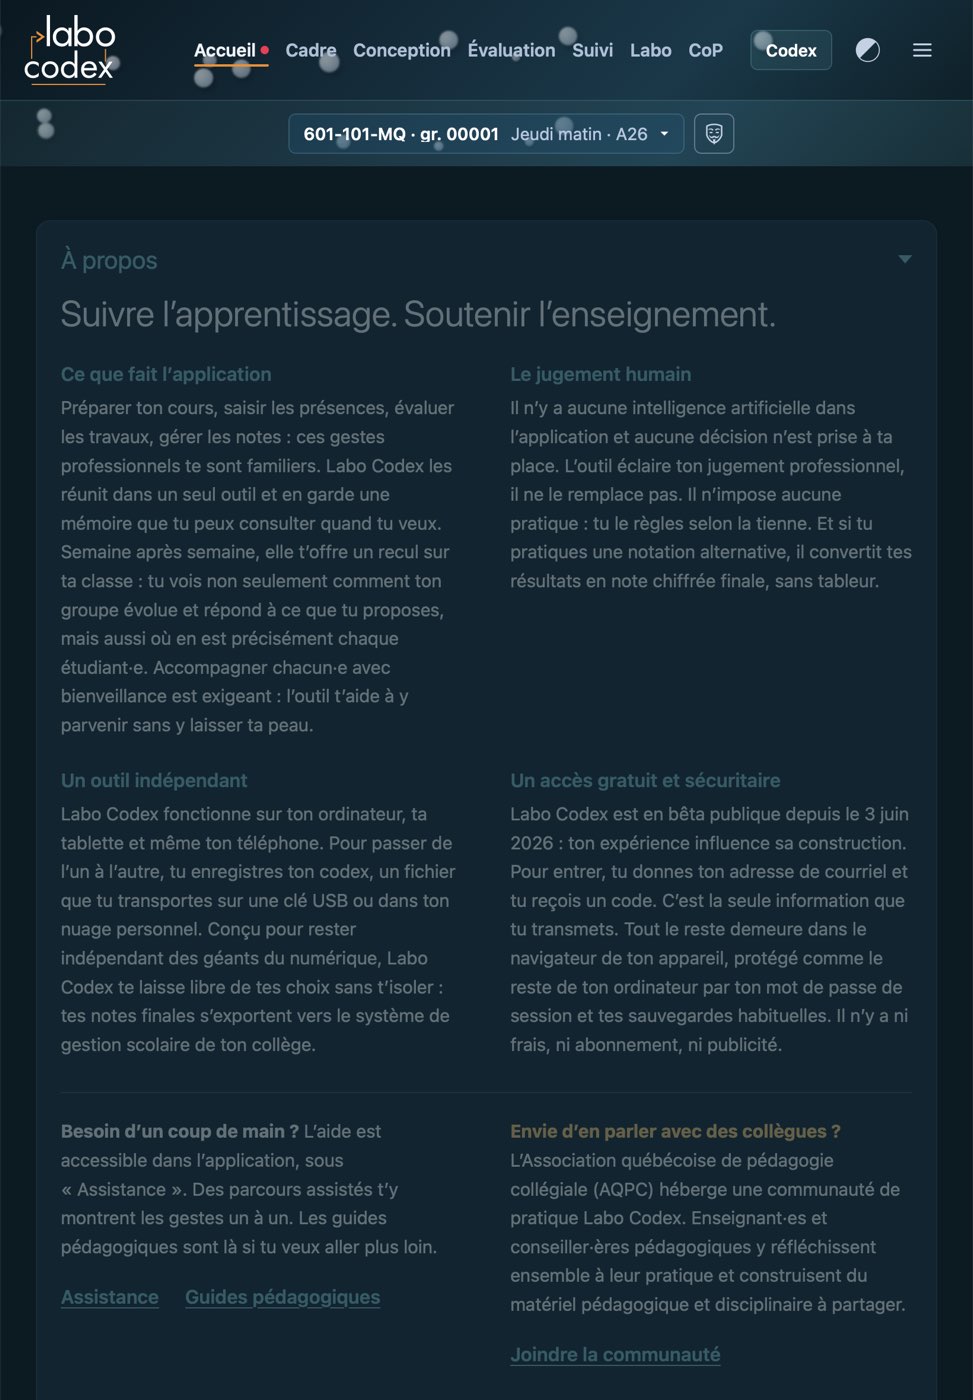 labo
codex
Accueil
Cadre
Conception
Évaluation
Suivi
Labo
CoP
Codex
601-101-MQ · gr. 00001 Jeudi matin · A26
À propos
Suivre l’apprentissage. Soutenir l’enseignement.
Ce que fait l’application
Préparer ton cours, saisir les présences, évaluer
les travaux, gérer les notes : ces gestes
professionnels te sont familiers. Labo Codex les
réunit dans un seul outil et en garde une
mémoire que tu peux consulter quand tu veux.
Semaine après semaine, elle t’offre un recul sur
ta classe : tu vois non seulement comment ton
groupe évolue et répond à ce que tu proposes,
mais aussi où en est précisément chaque
étudiant·e. Accompagner chacun·e avec
bienveillance est exigeant : l’outil t’aide à y
parvenir sans y laisser ta peau.
Le jugement humain
Il n’y a aucune intelligence artificielle dans
l’application et aucune décision n’est prise à ta
place. L’outil éclaire ton jugement professionnel,
il ne le remplace pas. Il n’impose aucune
pratique : tu le règles selon la tienne. Et si tu
pratiques une notation alternative, il convertit tes
résultats en note chiffrée finale, sans tableur.
Un outil indépendant
Labo Codex fonctionne sur ton ordinateur, ta
tablette et même ton téléphone. Pour passer de
l’un à l’autre, tu enregistres ton codex, un fichier
que tu transportes sur une clé USB ou dans ton
nuage personnel. Conçu pour rester
indépendant des géants du numérique, Labo
Codex te laisse libre de tes choix sans t’isoler :
tes notes finales s’exportent vers le système de
gestion scolaire de ton collège.
Un accès gratuit et sécuritaire
Labo Codex est en bêta publique depuis le 3 juin
2026 : ton expérience influence sa construction.
Pour entrer, tu donnes ton adresse de courriel et
tu reçois un code. C’est la seule information que
tu transmets. Tout le reste demeure dans le
navigateur de ton appareil, protégé comme le
reste de ton ordinateur par ton mot de passe de
session et tes sauvegardes habituelles. Il n’y a ni
frais, ni abonnement, ni publicité.
Besoin d’un coup de main ? L’aide est
accessible dans l’application, sous
« Assistance ». Des parcours assistés t’y
montrent les gestes un à un. Les guides
pédagogiques sont là si tu veux aller plus loin.
Assistance
Guides pédagogiques
Envie d’en parler avec des collègues ?
L’Association québécoise de pédagogie
collégiale (AQPC) héberge une communauté de
pratique Labo Codex. Enseignant·es et
conseiller·ères pédagogiques y réfléchissent
ensemble à leur pratique et construisent du
matériel pédagogique et disciplinaire à partager.
Joindre la communauté